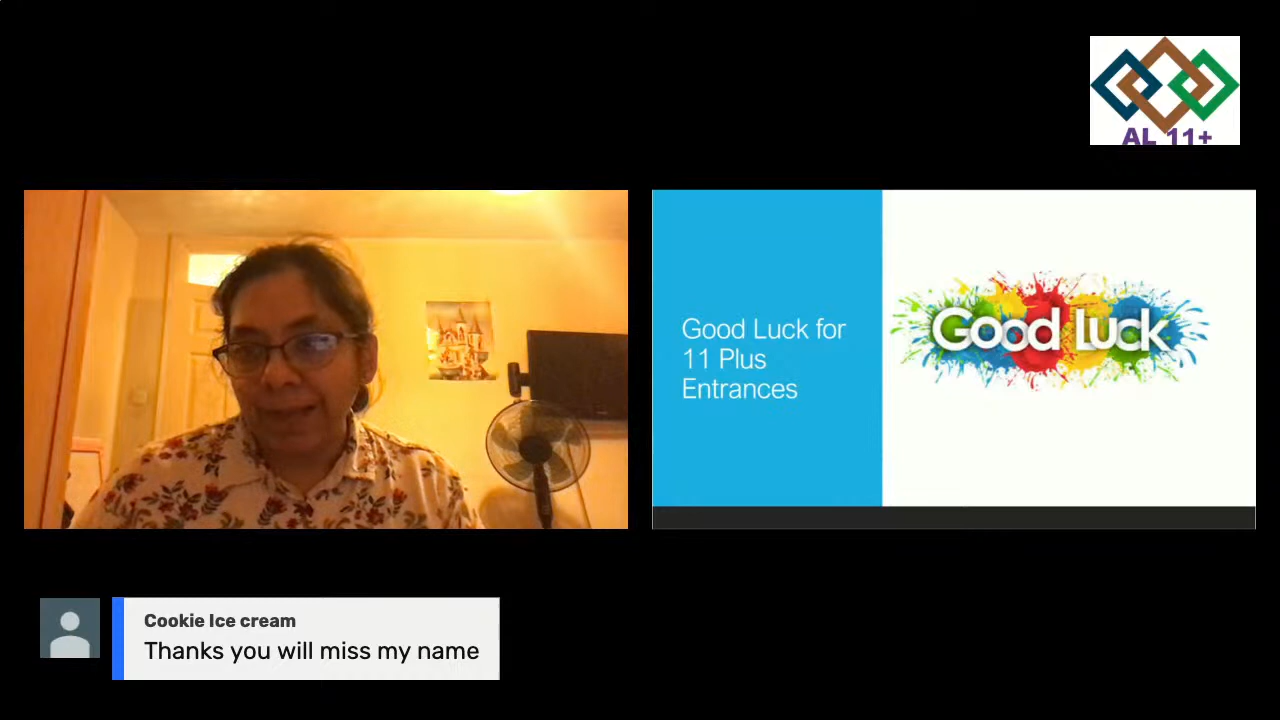 AL 11+
Good Luck for
11 Plus
Entrances
Good Luck
Cookie Ice cream
Thanks you will miss my name